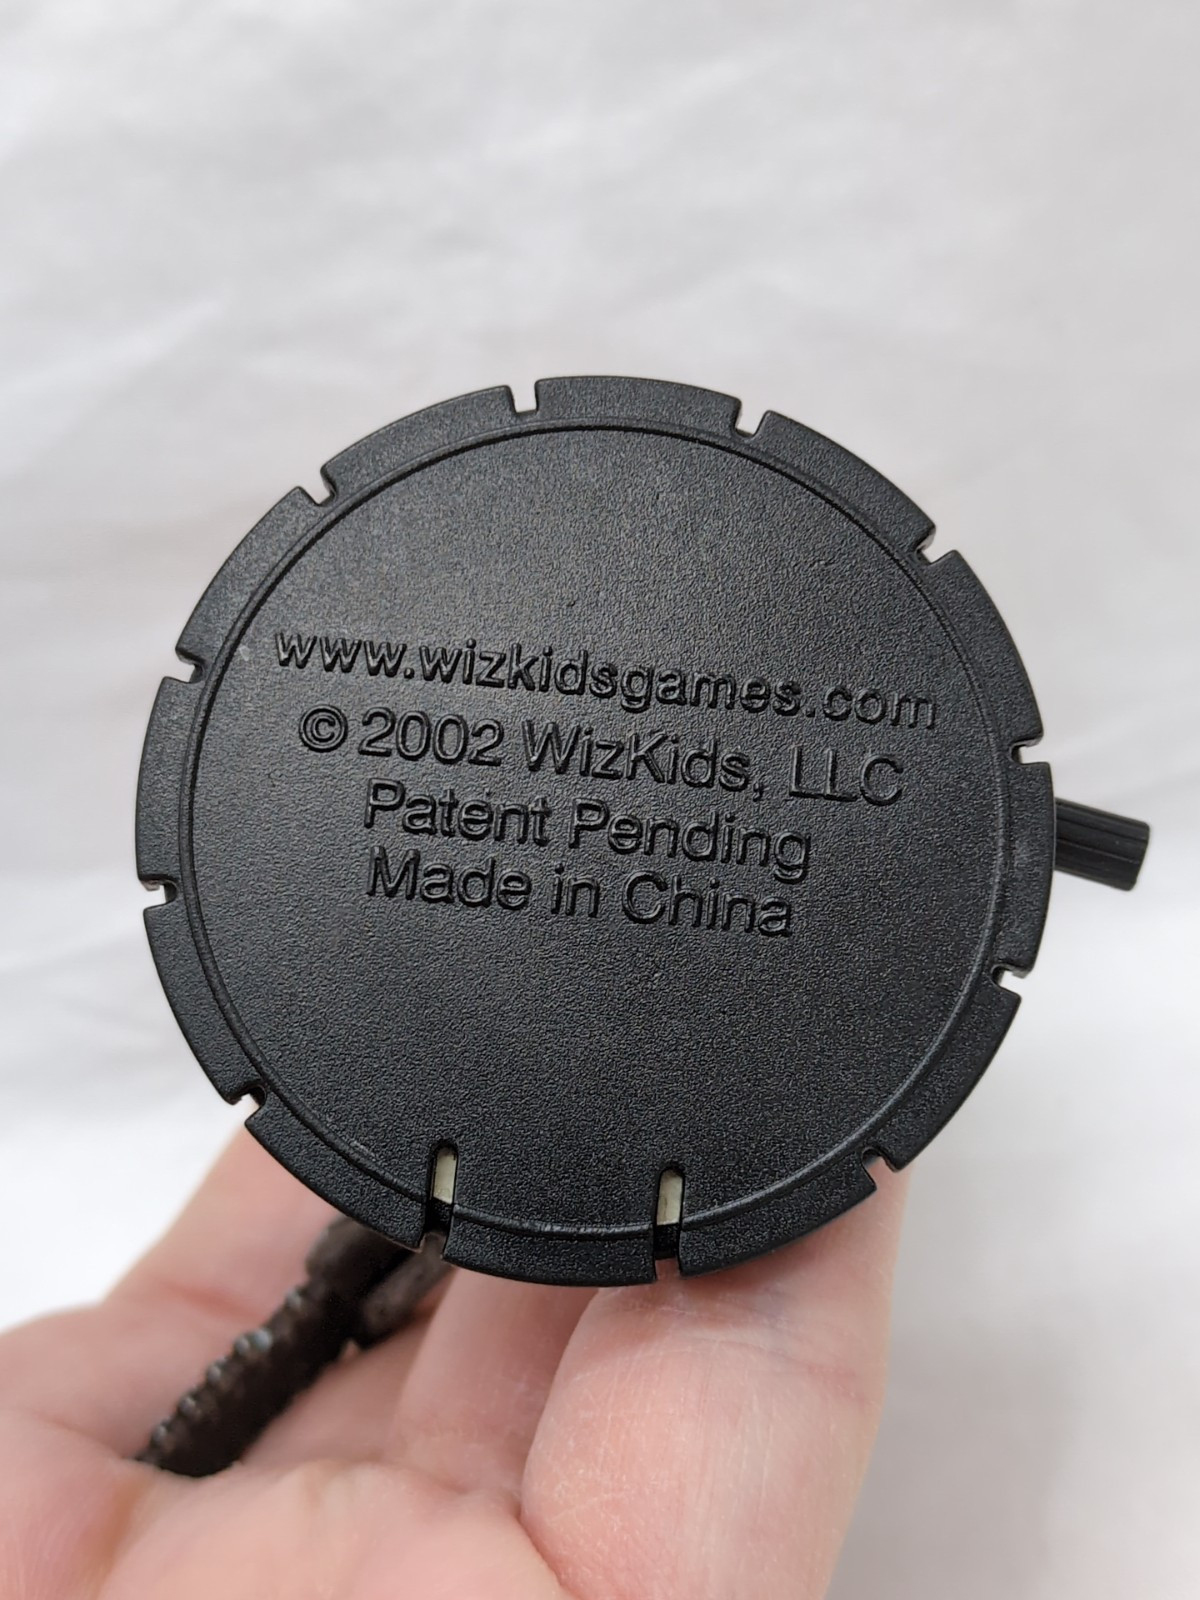 www.wizkidsgames.com
© 2002 WizKids, LLC
Patent Pending
Made in China